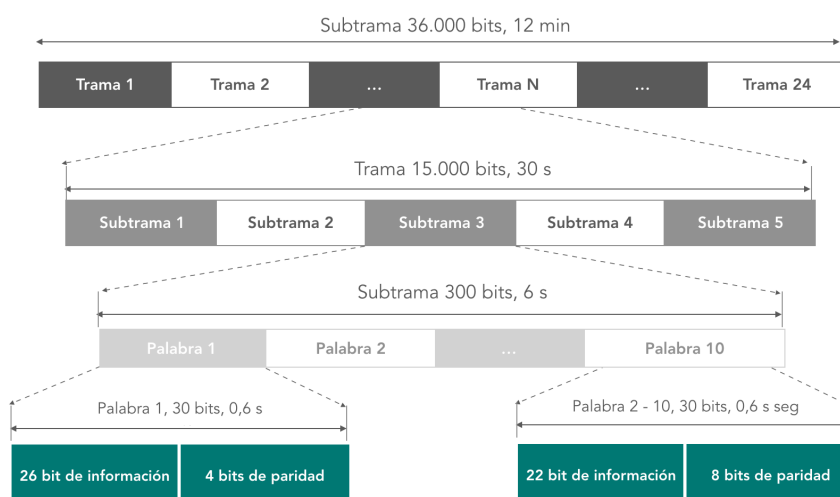 Subtrama 36.000 bits, 12 min
Trama 1 Trama 2 ... Trama N ... Trama 24
Trama 15.000 bits, 30 s
Subtrama 1 Subtrama 2 Subtrama 3 Subtrama 4 Subtrama 5
Subtrama 300 bits, 6 s
Palabra 1 Palabra 2 ... Palabra 10
Palabra 1, 30 bits, 0,6 s
Palabra 2 - 10, 30 bits, 0,6 s seg
26 bit de información 4 bits de paridad
22 bit de información 8 bits de paridad